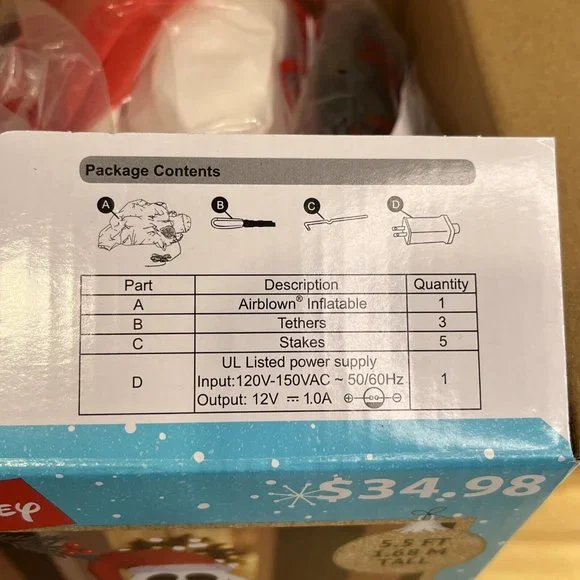 Package Contents
A B C D
Part Description Quantity
A Airblown® Inflatable 1
B Tethers 3
C Stakes 5
D UL Listed power supply 1
Input:120V-150VAC ~ 50/60Hz
Output: 12V ⎓ 1.0A
$34.98
5.5 FT
1.68 M
TALL